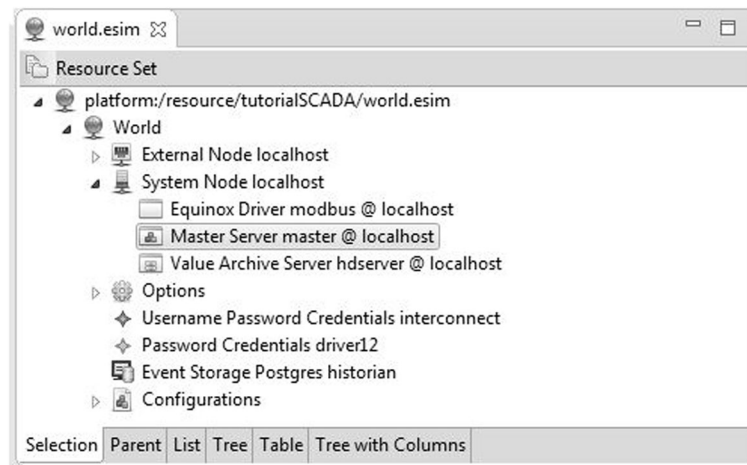 world.esim
Resource Set
platform:/resource/tutorialSCADA/world.esim
World
External Node localhost
System Node localhost
Equinox Driver modbus @ localhost
Master Server master @ localhost
Value Archive Server hdserver @ localhost
Options
Username Password Credentials interconnect
Password Credentials driver12
Event Storage Postgres historian
Configurations
Selection Parent List Tree Table Tree with Columns